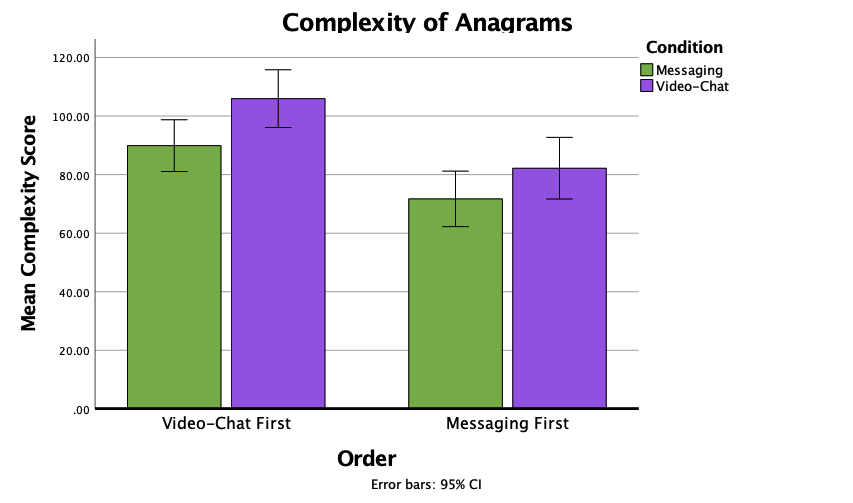 Complexity of Anagrams
Condition
Messaging
Video-Chat
Mean Complexity Score
120.00
100.00
80.00
60.00
40.00
20.00
.00
Video-Chat First
Messaging First
Order
Error bars: 95% CI